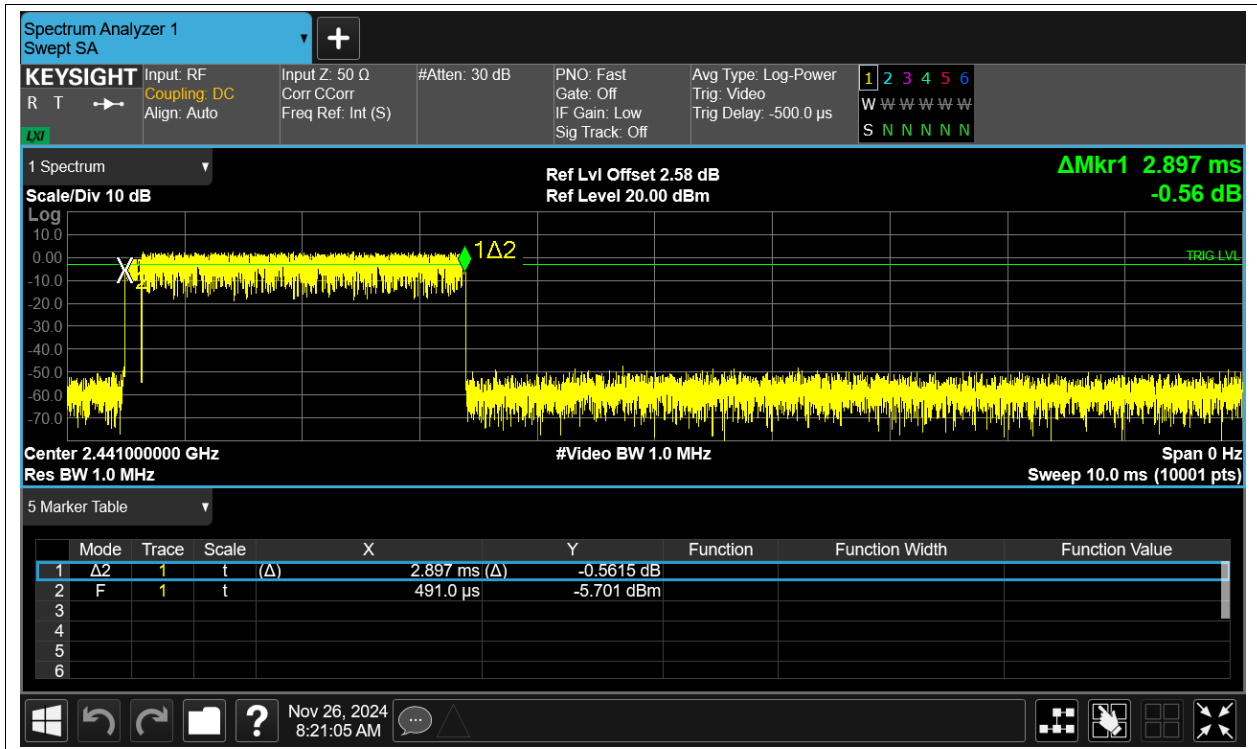 Spectrum Analyzer 1
Swept SA
+
KEYSIGHT Input: RF Input Z: 50 Ω #Atten: 30 dB PNO: Fast Avg Type: Log-Power 1 2 3 4 5 6
R T Coupling: DC Corr CCorr Gate: Off Trig: Video W W W W W W
Align: Auto Freq Ref: Int (S) IF Gain: Low Trig Delay: -500.0 µs
LXI Sig Track: Off S N N N N N
1 Spectrum Ref Lvl Offset 2.58 dB ΔMkr1 2.897 ms
Scale/Div 10 dB Ref Level 20.00 dBm -0.56 dB
Log
10.0
0.00
-10.0
-20.0
-30.0
-40.0
-50.0
-60.0
-70.0
1Δ2
TRIG LVL
X2
Center 2.441000000 GHz #Video BW 1.0 MHz Span 0 Hz
Res BW 1.0 MHz Sweep 10.0 ms (10001 pts)
5 Marker Table
Mode Trace Scale X Y Function Function Width Function Value
1 Δ2 1 t (Δ) 2.897 ms (Δ) -0.5615 dB
2 F 1 t 491.0 µs -5.701 dBm
3
4
5
6
? Nov 26, 2024
8:21:05 AM